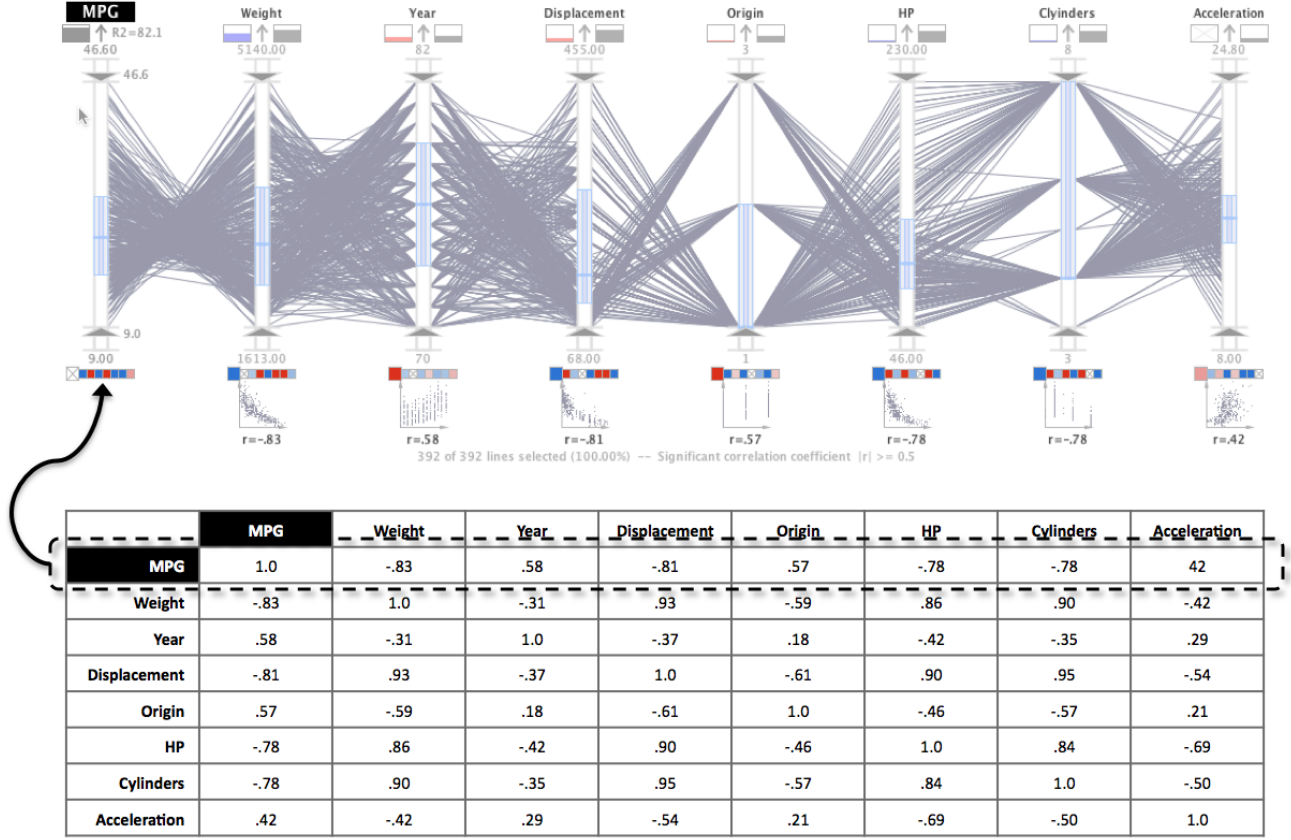 MPG Weight Year Displacement Origin HP Clyinders Acceleration
R2=82.1
46.60 5140.00 82 455.00 3 230.00 8 24.80
46.6
9.0
9.00 1613.00 70 68.00 1 46.00 3 8.00
r=-.83 r=.58 r=-.81 r=.57 r=-.78 r=-.78 r=.42
392 of 392 lines selected (100.00%) -- Significant correlation coefficient |r| >= 0.5
MPG Weight Year Displacement Origin HP Cylinders Acceleration
MPG 1.0 -.83 .58 -.81 .57 -.78 -.78 42
Weight -.83 1.0 -.31 .93 -.59 .86 .90 -.42
Year .58 -.31 1.0 -.37 .18 -.42 -.35 .29
Displacement -.81 .93 -.37 1.0 -.61 .90 .95 -.54
Origin .57 -.59 .18 -.61 1.0 -.46 -.57 .21
HP -.78 .86 -.42 .90 -.46 1.0 .84 -.69
Cylinders -.78 .90 -.35 .95 -.57 .84 1.0 -.50
Acceleration .42 -.42 .29 -.54 .21 -.69 -.50 1.0